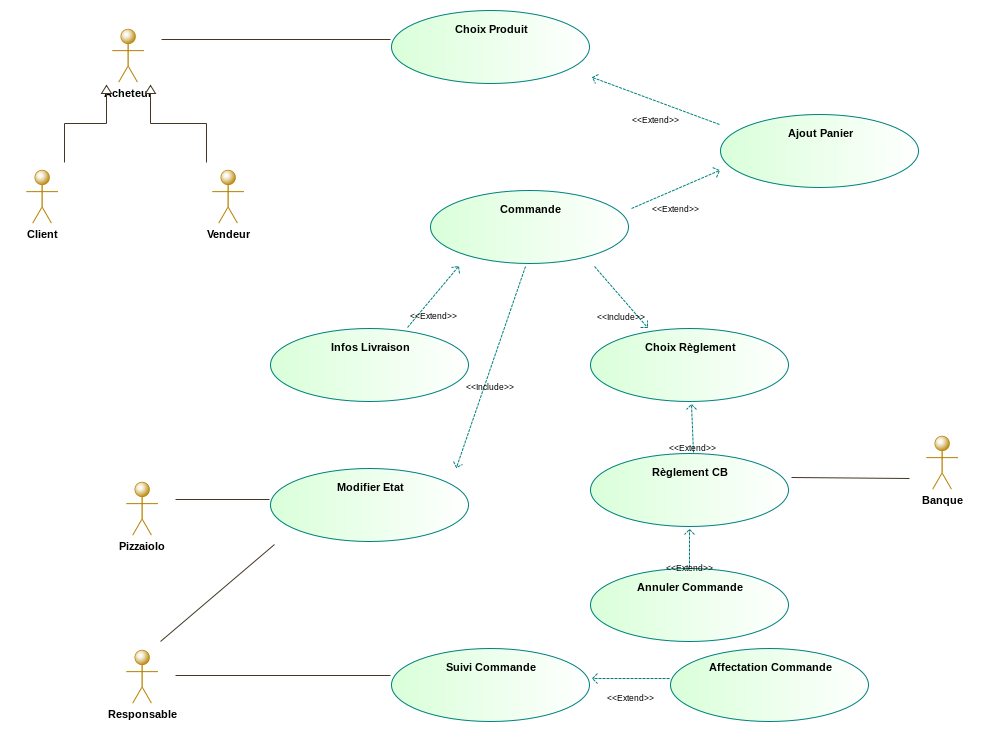 Choix Produit
Acheteur
<<Extend>>
Ajout Panier
Commande
<<Extend>>
Client
Vendeur
<<Extend>>
<<Include>>
Infos Livraison
Choix Règlement
<<Include>>
<<Extend>>
Règlement CB
Modifier Etat
Banque
Pizzaiolo
<<Extend>>
Annuler Commande
Suivi Commande
Affectation Commande
<<Extend>>
Responsable